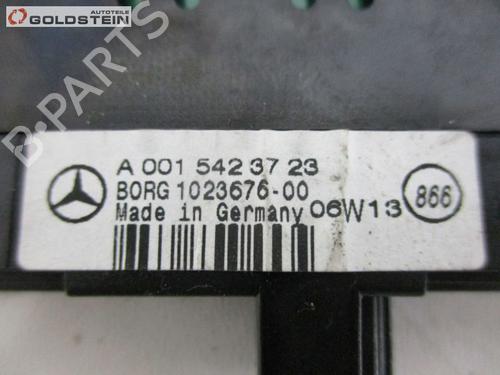 Autoteile
GOLDSTEIN
B-PARTS
A 001 542 37 23
BORG 1023676-00
Made in Germany 06W13
866